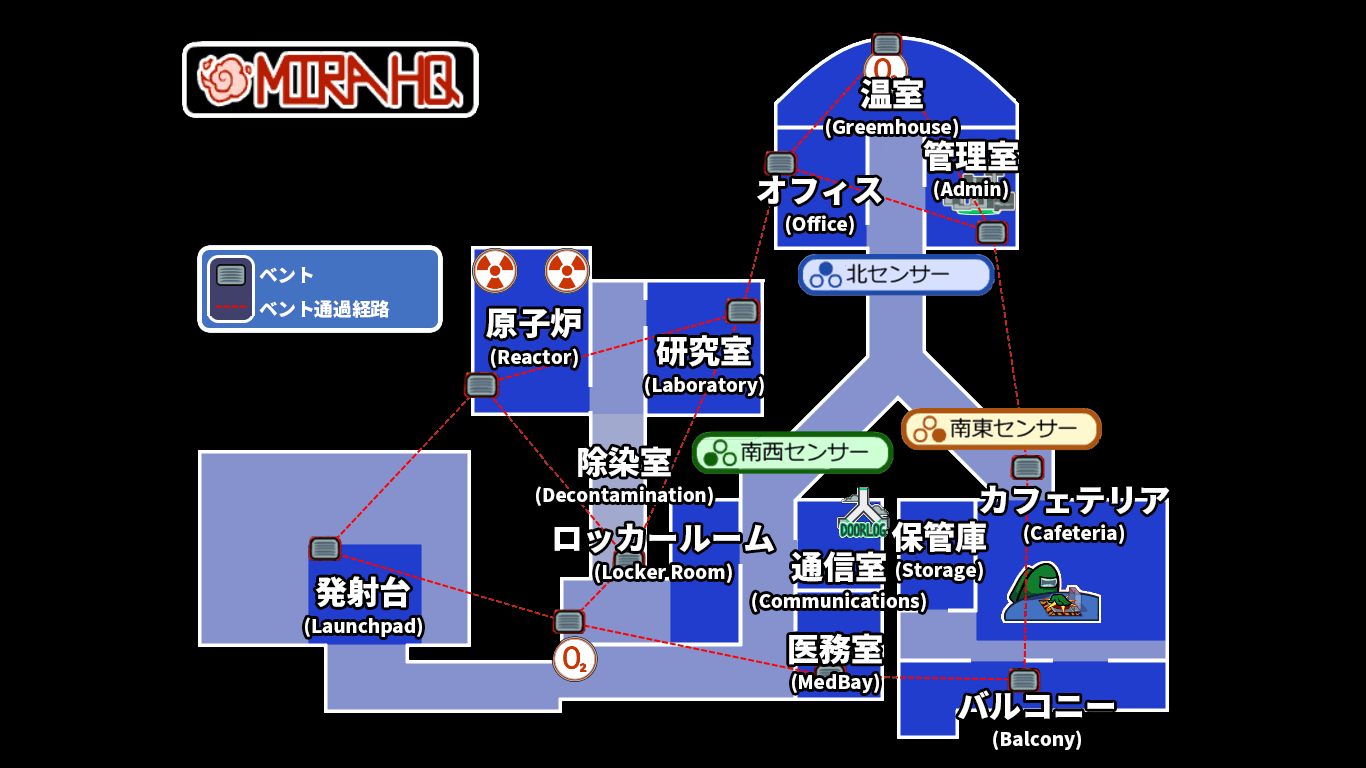 MIRA HQ
ベント
ベント通過経路
O
温室
(Greemhouse)
管理室
(Admin)
オフィス
(Office)
北センサー
原子炉
(Reactor)
研究室
(Laboratory)
南東センサー
南西センサー
除染室
(Decontamination)
カフェテリア
(Cafeteria)
DOORLOG
ロッカールーム
(Locker Room)
保管庫
(Storage)
通信室
(Communications)
発射台
(Launchpad)
O₂
医務室
(MedBay)
バルコニー
(Balcony)